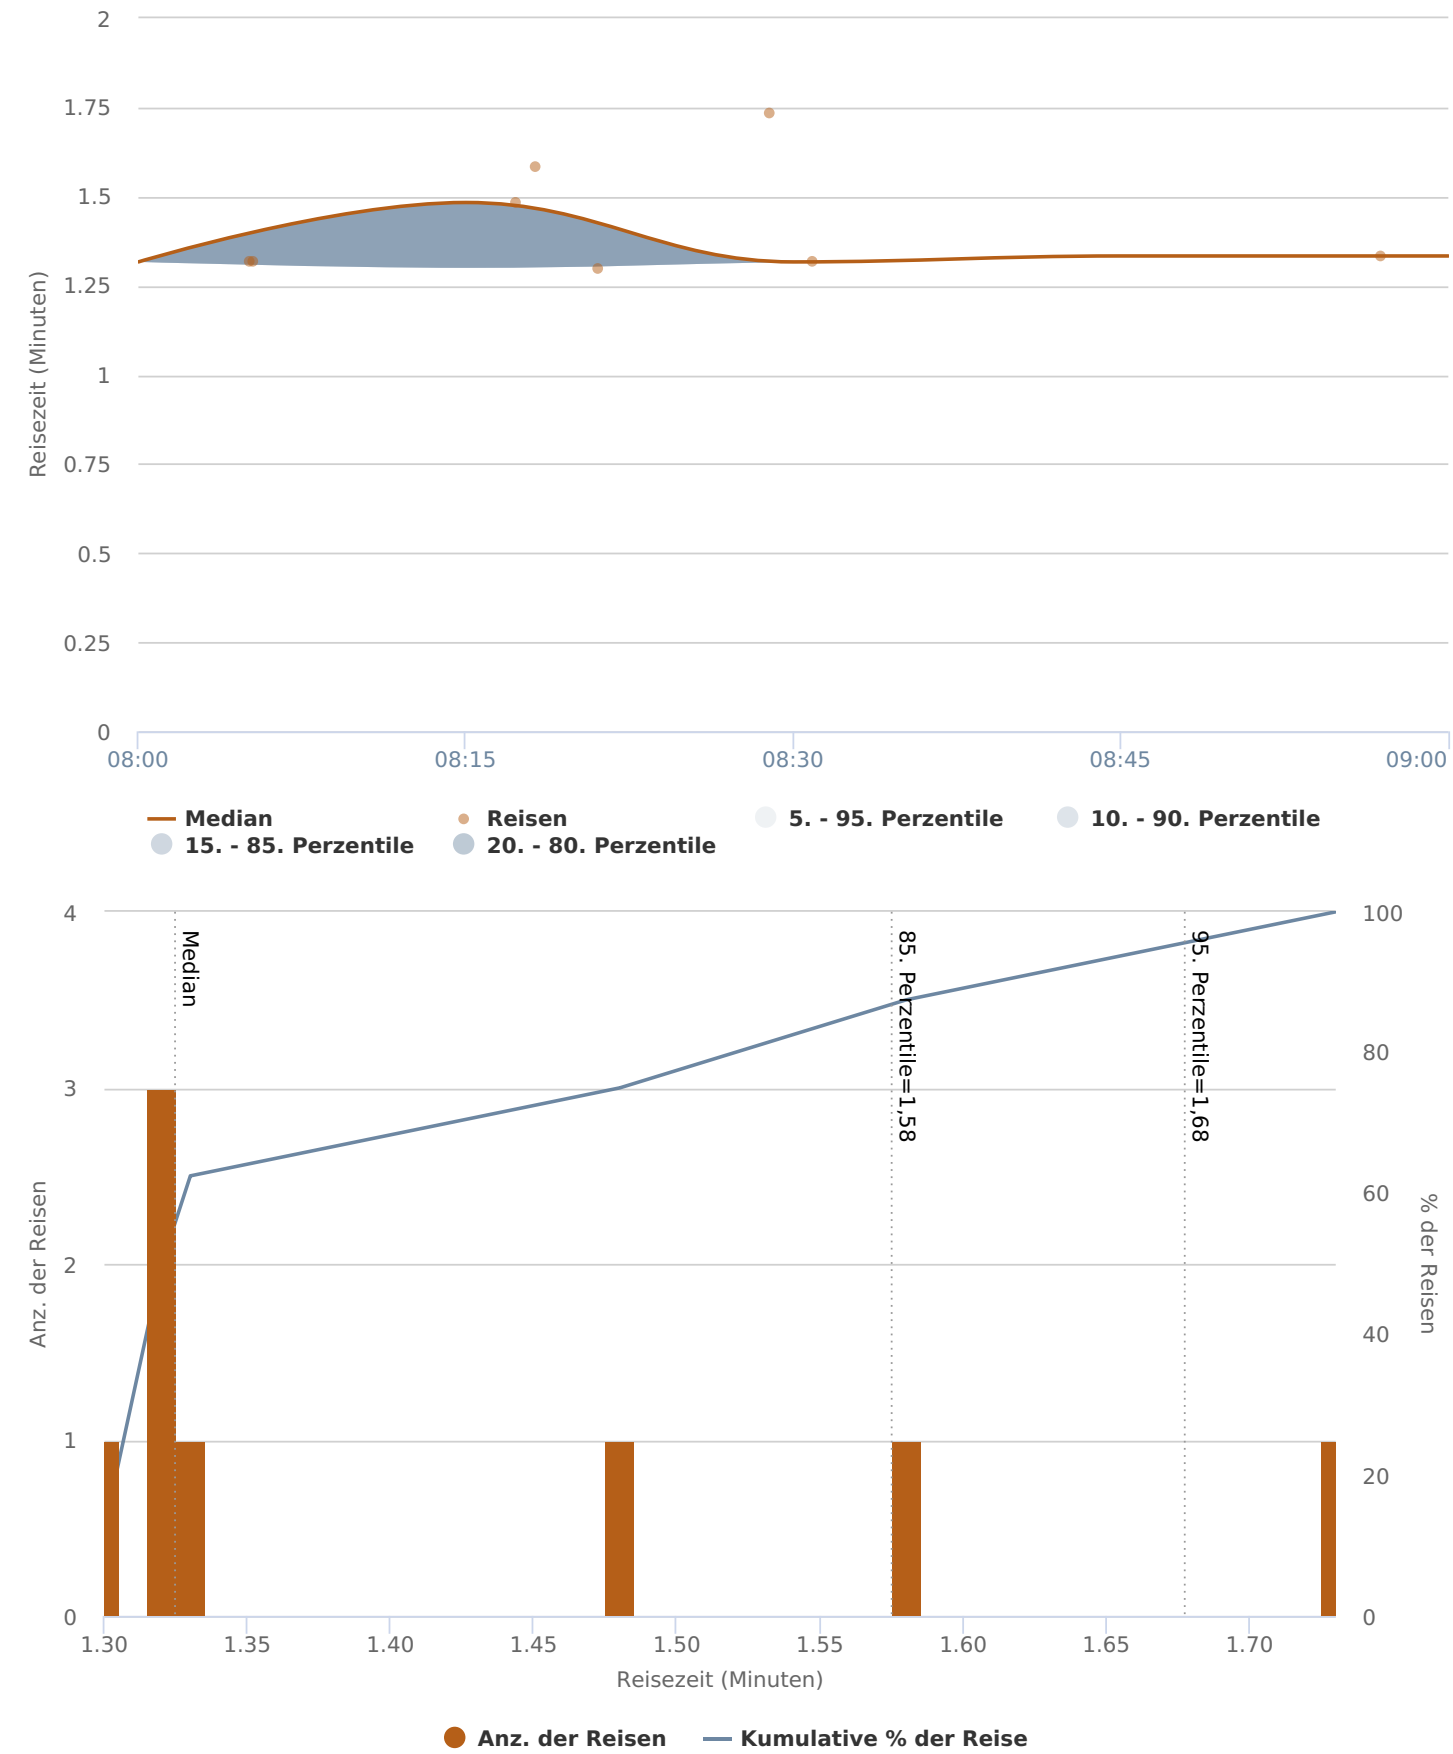 2
1.75
1.5
1.25
1
0.75
0.5
0.25
0
Reisezeit (Minuten)
08:00 08:15 08:30 08:45 09:00
Median Reisen 5. - 95. Perzentile 10. - 90. Perzentile
15. - 85. Perzentile 20. - 80. Perzentile
4
3
2
1
0
Anz. der Reisen
Median
85. Perzentile=1,58
95. Perzentile=1,68
100
80
60
40
20
0
% der Reisen
1.30 1.35 1.40 1.45 1.50 1.55 1.60 1.65 1.70
Reisezeit (Minuten)
Anz. der Reisen Kumulative % der Reise